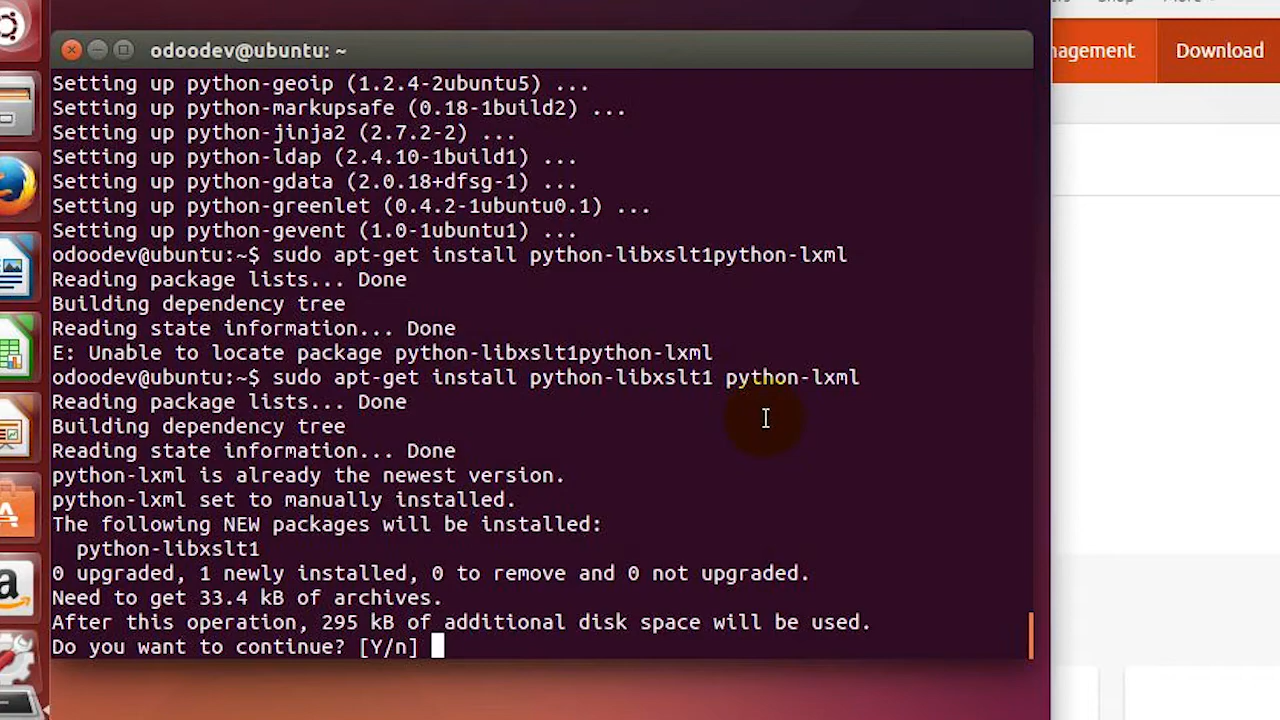 odoodev@ubuntu: ~
Setting up python-geoip (1.2.4-2ubuntu5) ...
Setting up python-markupsafe (0.18-1build2) ...
Setting up python-jinja2 (2.7.2-2) ...
Setting up python-ldap (2.4.10-1build1) ...
Setting up python-gdata (2.0.18+dfsg-1) ...
Setting up python-greenlet (0.4.2-1ubuntu0.1) ...
Setting up python-gevent (1.0-1ubuntu1) ...
odoodev@ubuntu:~$ sudo apt-get install python-libxslt1python-lxml
Reading package lists... Done
Building dependency tree
Reading state information... Done
E: Unable to locate package python-libxslt1python-lxml
odoodev@ubuntu:~$ sudo apt-get install python-libxslt1 python-lxml
Reading package lists... Done
Building dependency tree
Reading state information... Done
python-lxml is already the newest version.
python-lxml set to manually installed.
The following NEW packages will be installed:
python-libxslt1
0 upgraded, 1 newly installed, 0 to remove and 0 not upgraded.
Need to get 33.4 kB of archives.
After this operation, 295 kB of additional disk space will be used.
Do you want to continue? [Y/n]
nagement
Download